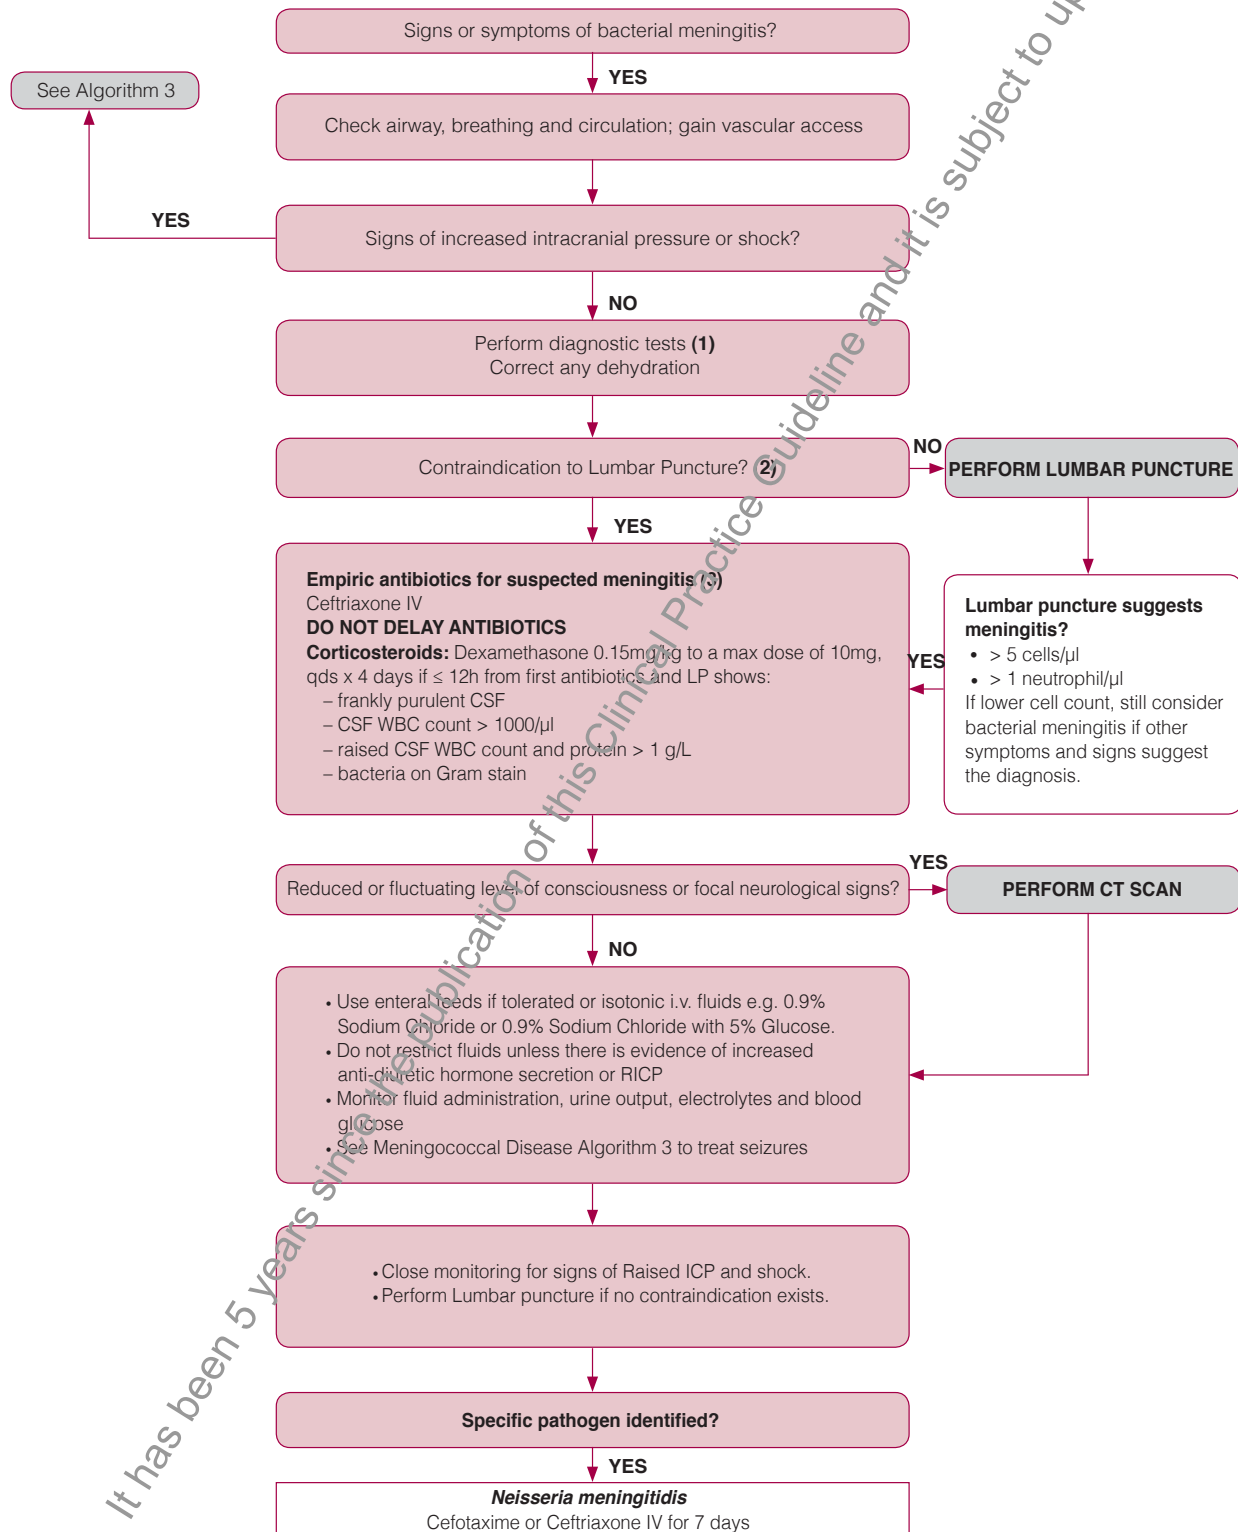 Signs or symptoms of bacterial meningitis?
YES
See Algorithm 3
Check airway, breathing and circulation; gain vascular access
YES
Signs of increased intracranial pressure or shock?
NO
Perform diagnostic tests (1)
Correct any dehydration
Contraindication to Lumbar Puncture? (2)
NO
PERFORM LUMBAR PUNCTURE
YES
Empiric antibiotics for suspected meningitis (3)
Ceftriaxone IV
DO NOT DELAY ANTIBIOTICS
Corticosteroids: Dexamethasone 0.15mg/kg to a max dose of 10mg,
qds x 4 days if ≤ 12h from first antibiotics and LP shows:
– frankly purulent CSF
– CSF WBC count > 1000/µl
– raised CSF WBC count and protein > 1 g/L
– bacteria on Gram stain
YES
Lumbar puncture suggests
meningitis?
• > 5 cells/µl
• > 1 neutrophil/µl
If lower cell count, still consider
bacterial meningitis if other
symptoms and signs suggest
the diagnosis.
Reduced or fluctuating level of consciousness or focal neurological signs?
YES
PERFORM CT SCAN
NO
• Use enteral feeds if tolerated or isotonic i.v. fluids e.g. 0.9%
Sodium Chloride or 0.9% Sodium Chloride with 5% Glucose.
• Do not restrict fluids unless there is evidence of increased
anti-diuretic hormone secretion or RICP
• Monitor fluid administration, urine output, electrolytes and blood
glucose
• See Meningococcal Disease Algorithm 3 to treat seizures
• Close monitoring for signs of Raised ICP and shock.
• Perform Lumbar puncture if no contraindication exists.
Specific pathogen identified?
YES
Neisseria meningitidis
Cefotaxime or Ceftriaxone IV for 7 days
It has been 5 years since the publication of this Clinical Practice Guideline and it is subject to up